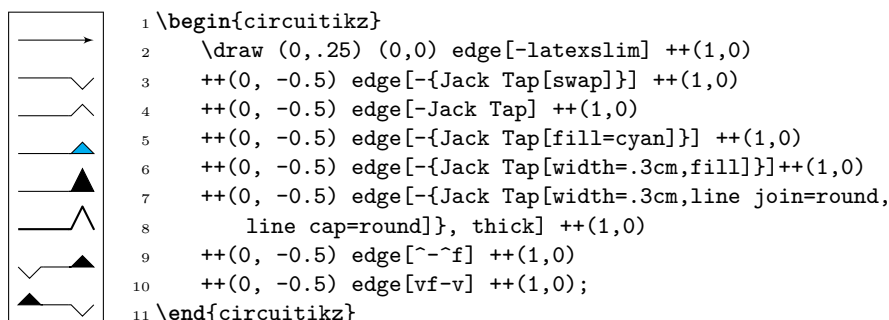 1 \begin{circuitikz}
2 \draw (0,.25) (0,0) edge[-latexslim] ++(1,0)
3 ++(0, -0.5) edge[-{Jack Tap[swap]}] ++(1,0)
4 ++(0, -0.5) edge[-Jack Tap] ++(1,0)
5 ++(0, -0.5) edge[-{Jack Tap[fill=cyan]}] ++(1,0)
6 ++(0, -0.5) edge[-{Jack Tap[width=.3cm,fill]}]++(1,0)
7 ++(0, -0.5) edge[-{Jack Tap[width=.3cm,line join=round,
8 line cap=round]}, thick] ++(1,0)
9 ++(0, -0.5) edge[^-^f] ++(1,0)
10 ++(0, -0.5) edge[vf-v] ++(1,0);
11 \end{circuitikz}